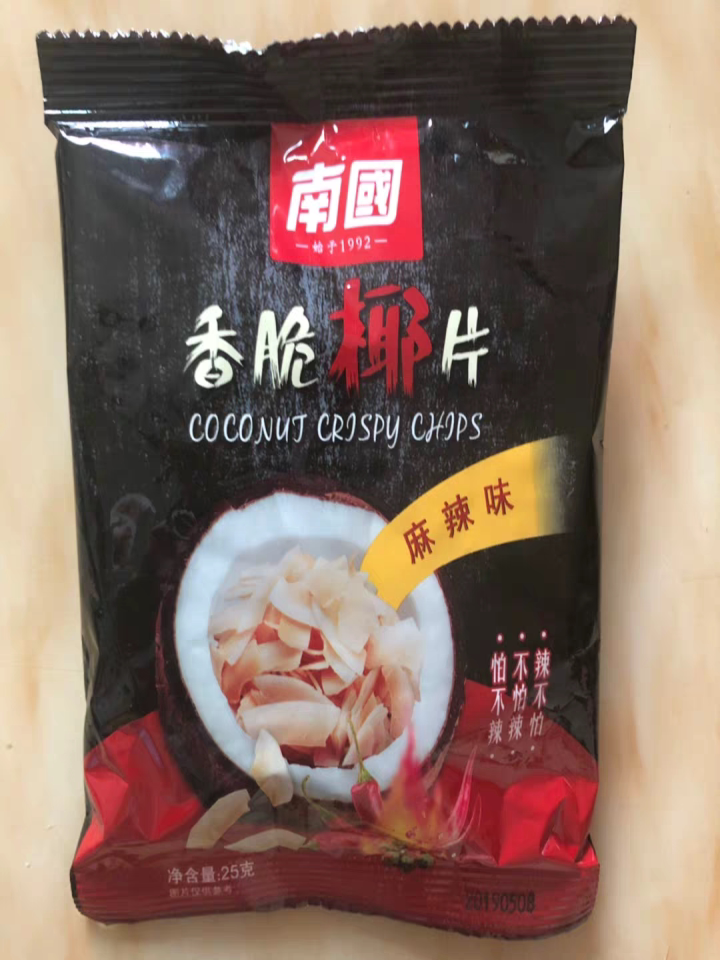 南國
始于1992
香脆椰片
COCONUT CRISPY CHIPS
麻辣味
辣不怕
不怕辣
怕不辣
净含量:25克
图片仅供参考
20190508